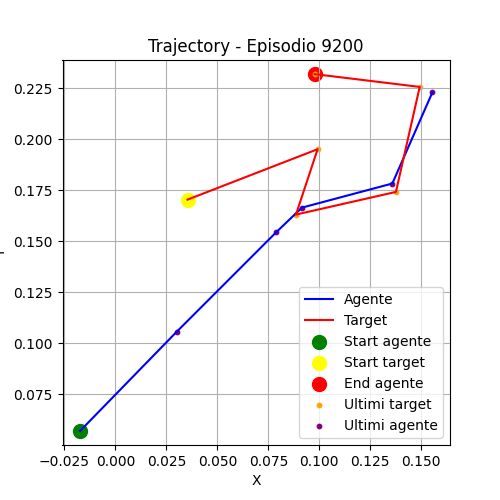 Trajectory - Episodio 9200
0.225
0.200
0.175
0.150
0.125
0.100
0.075
−0.025 0.000 0.025 0.050 0.075 0.100 0.125 0.150
X
Agente
Target
Start agente
Start target
End agente
Ultimi target
Ultimi agente